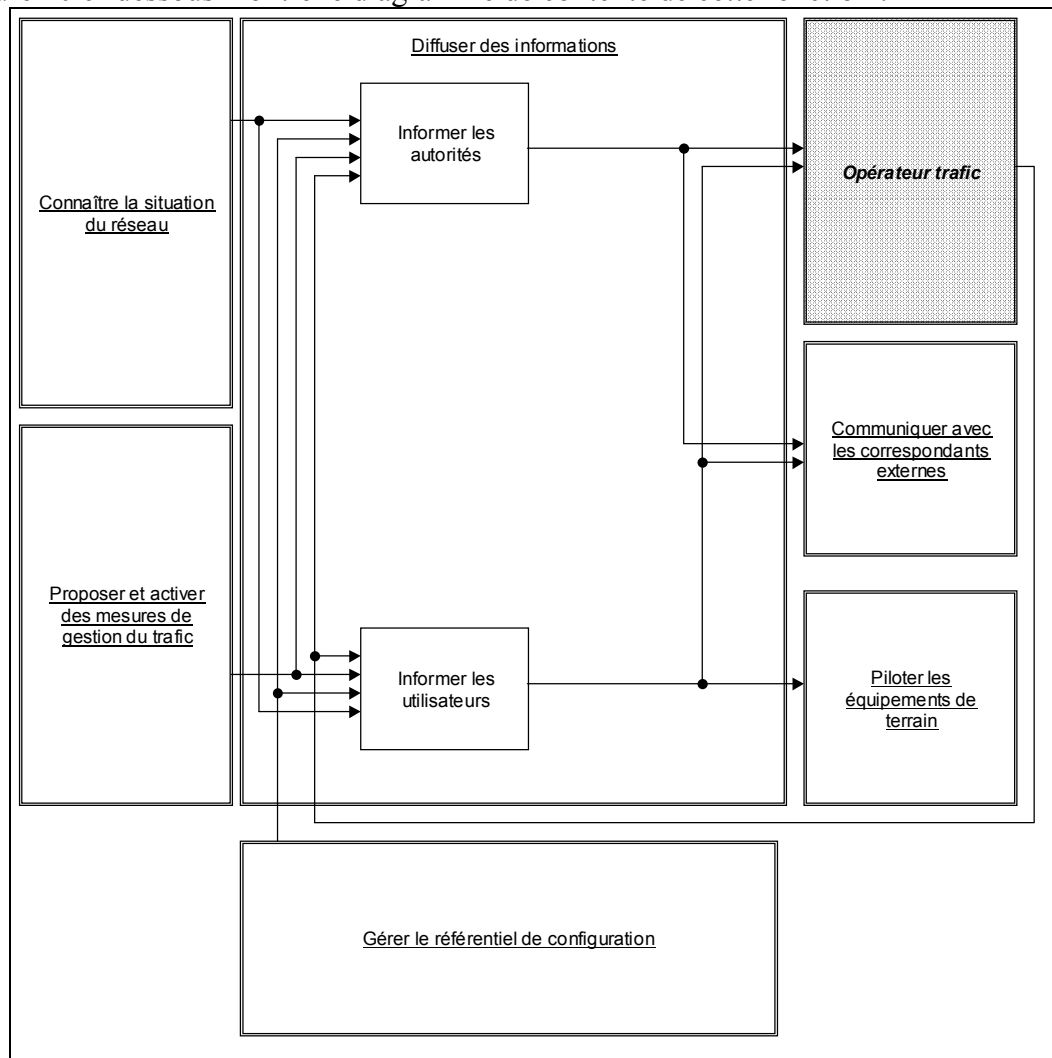 Diffuser des informations
Informer les
autorités
Opérateur trafic
Connaître la situation
du réseau
Communiquer avec
les correspondants
externes
Proposer et activer
des mesures de
gestion du trafic
Informer les
utilisateurs
Piloter les
équipements de
terrain
Gérer le référentiel de configuration